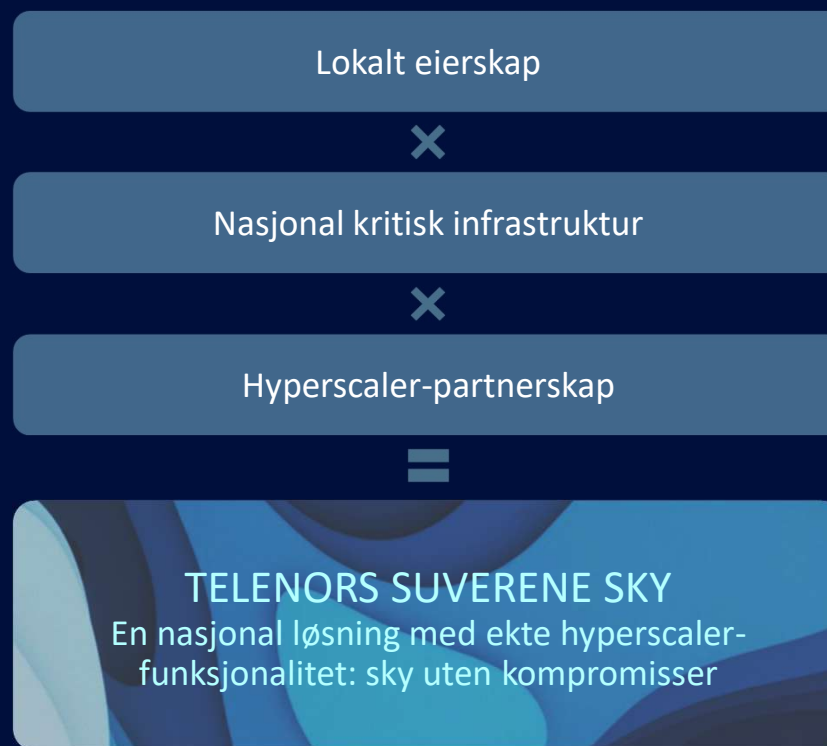 Lokalt eierskap
×
Nasjonal kritisk infrastruktur
×
Hyperscaler-partnerskap
=
TELENORS SUVERENE SKY
En nasjonal løsning med ekte hyperscaler-
funksjonalitet: sky uten kompromisser